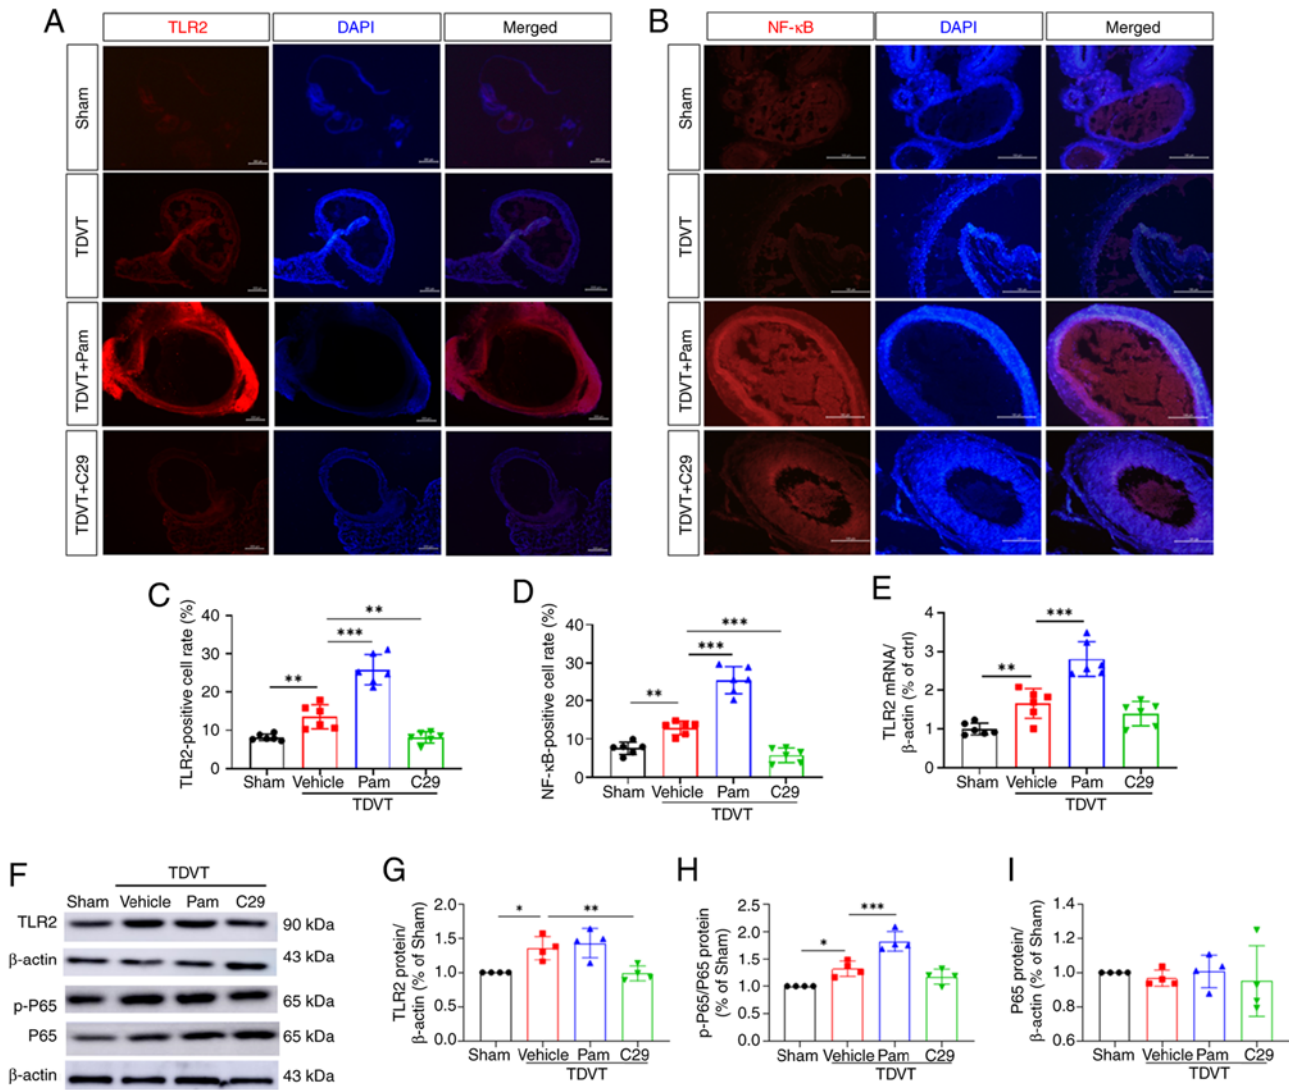 A
TLR2 DAPI Merged
Sham
TDVT
TDVT+Pam
TDVT+C29
B
NF-κB DAPI Merged
Sham
TDVT
TDVT+Pam
TDVT+C29
C
TLR2-positive cell rate (%)
40
30
20
10
0
** *** **
Sham Vehicle Pam C29
TDVT
D
NF-κB-positive cell rate (%)
40
30
20
10
0
** *** ***
Sham Vehicle Pam C29
TDVT
E
TLR2 mRNA/
β-actin (% of ctrl)
4
3
2
1
0
** ***
Sham Vehicle Pam C29
TDVT
F
TDVT
Sham Vehicle Pam C29
TLR2 90 kDa
β-actin 43 kDa
p-P65 65 kDa
P65 65 kDa
β-actin 43 kDa
G
TLR2 protein/
β-actin (% of Sham)
2.0
1.5
1.0
0.5
0.0
* **
Sham Vehicle Pam C29
TDVT
H
p-P65/P65 protein
(% of Sham)
2.5
2.0
1.5
1.0
0.5
0.0
* ***
Sham Vehicle Pam C29
TDVT
I
P65 protein/
β-actin (% of Sham)
1.4
1.2
1.0
0.8
0.6
Sham Vehicle Pam C29
TDVT